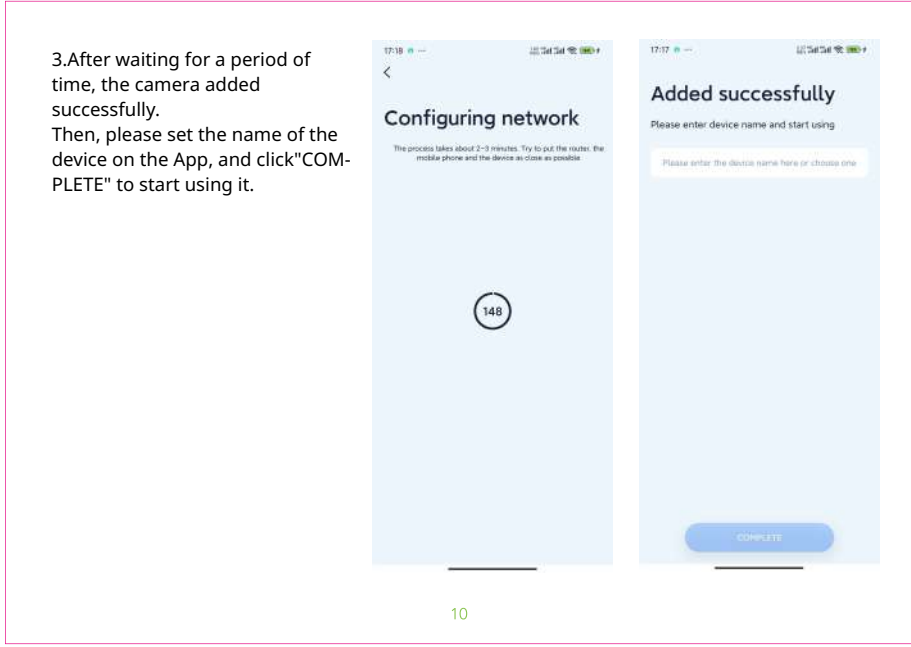 3.After waiting for a period of
time, the camera added
successfully.
Then, please set the name of the
device on the App, and click"COM-
PLETE" to start using it.
17:18
Configuring network
The process takes about 2-3 minutes. Try to put the router, the
mobile phone and the device as close as possible
148
17:17
Added successfully
Please enter device name and start using
Please enter the device name here or choose one
COMPLETE
10